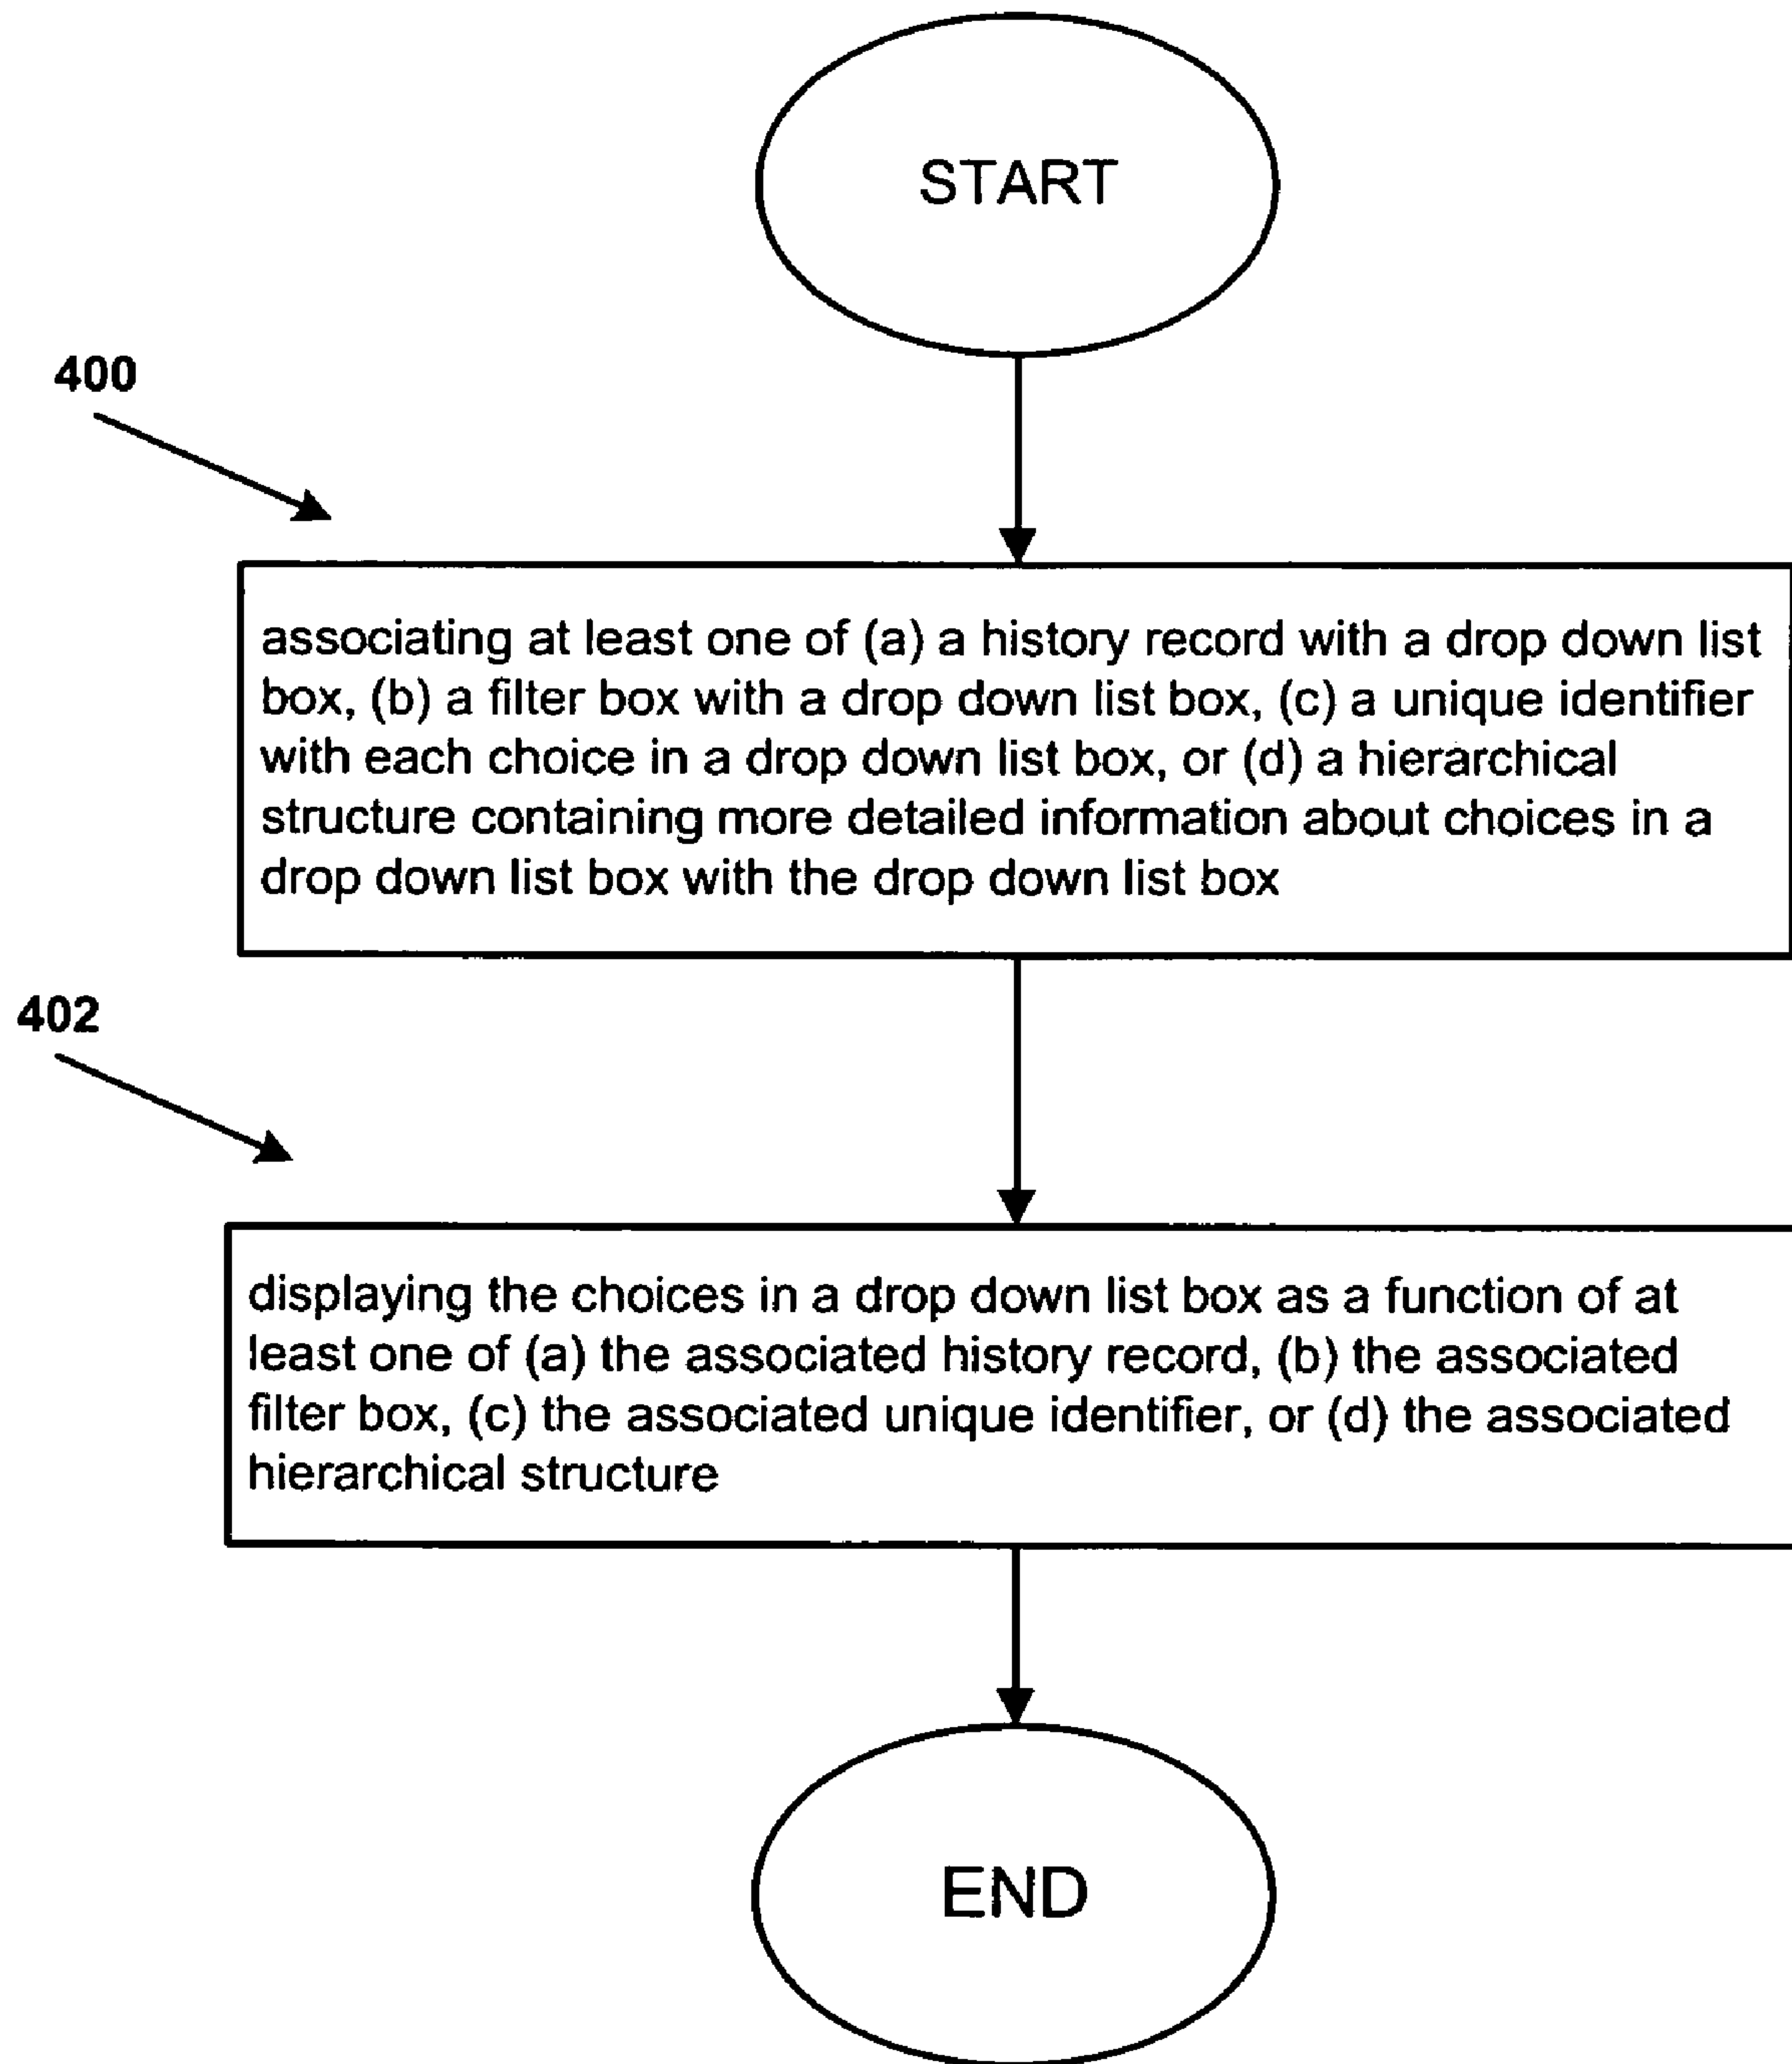 START
400
associating at least one of (a) a history record with a drop down list
box, (b) a filter box with a drop down list box, (c) a unique identifier
with each choice in a drop down list box, or (d) a hierarchical
structure containing more detailed information about choices in a
drop down list box with the drop down list box
402
displaying the choices in a drop down list box as a function of at
least one of (a) the associated history record, (b) the associated
filter box, (c) the associated unique identifier, or (d) the associated
hierarchical structure
END